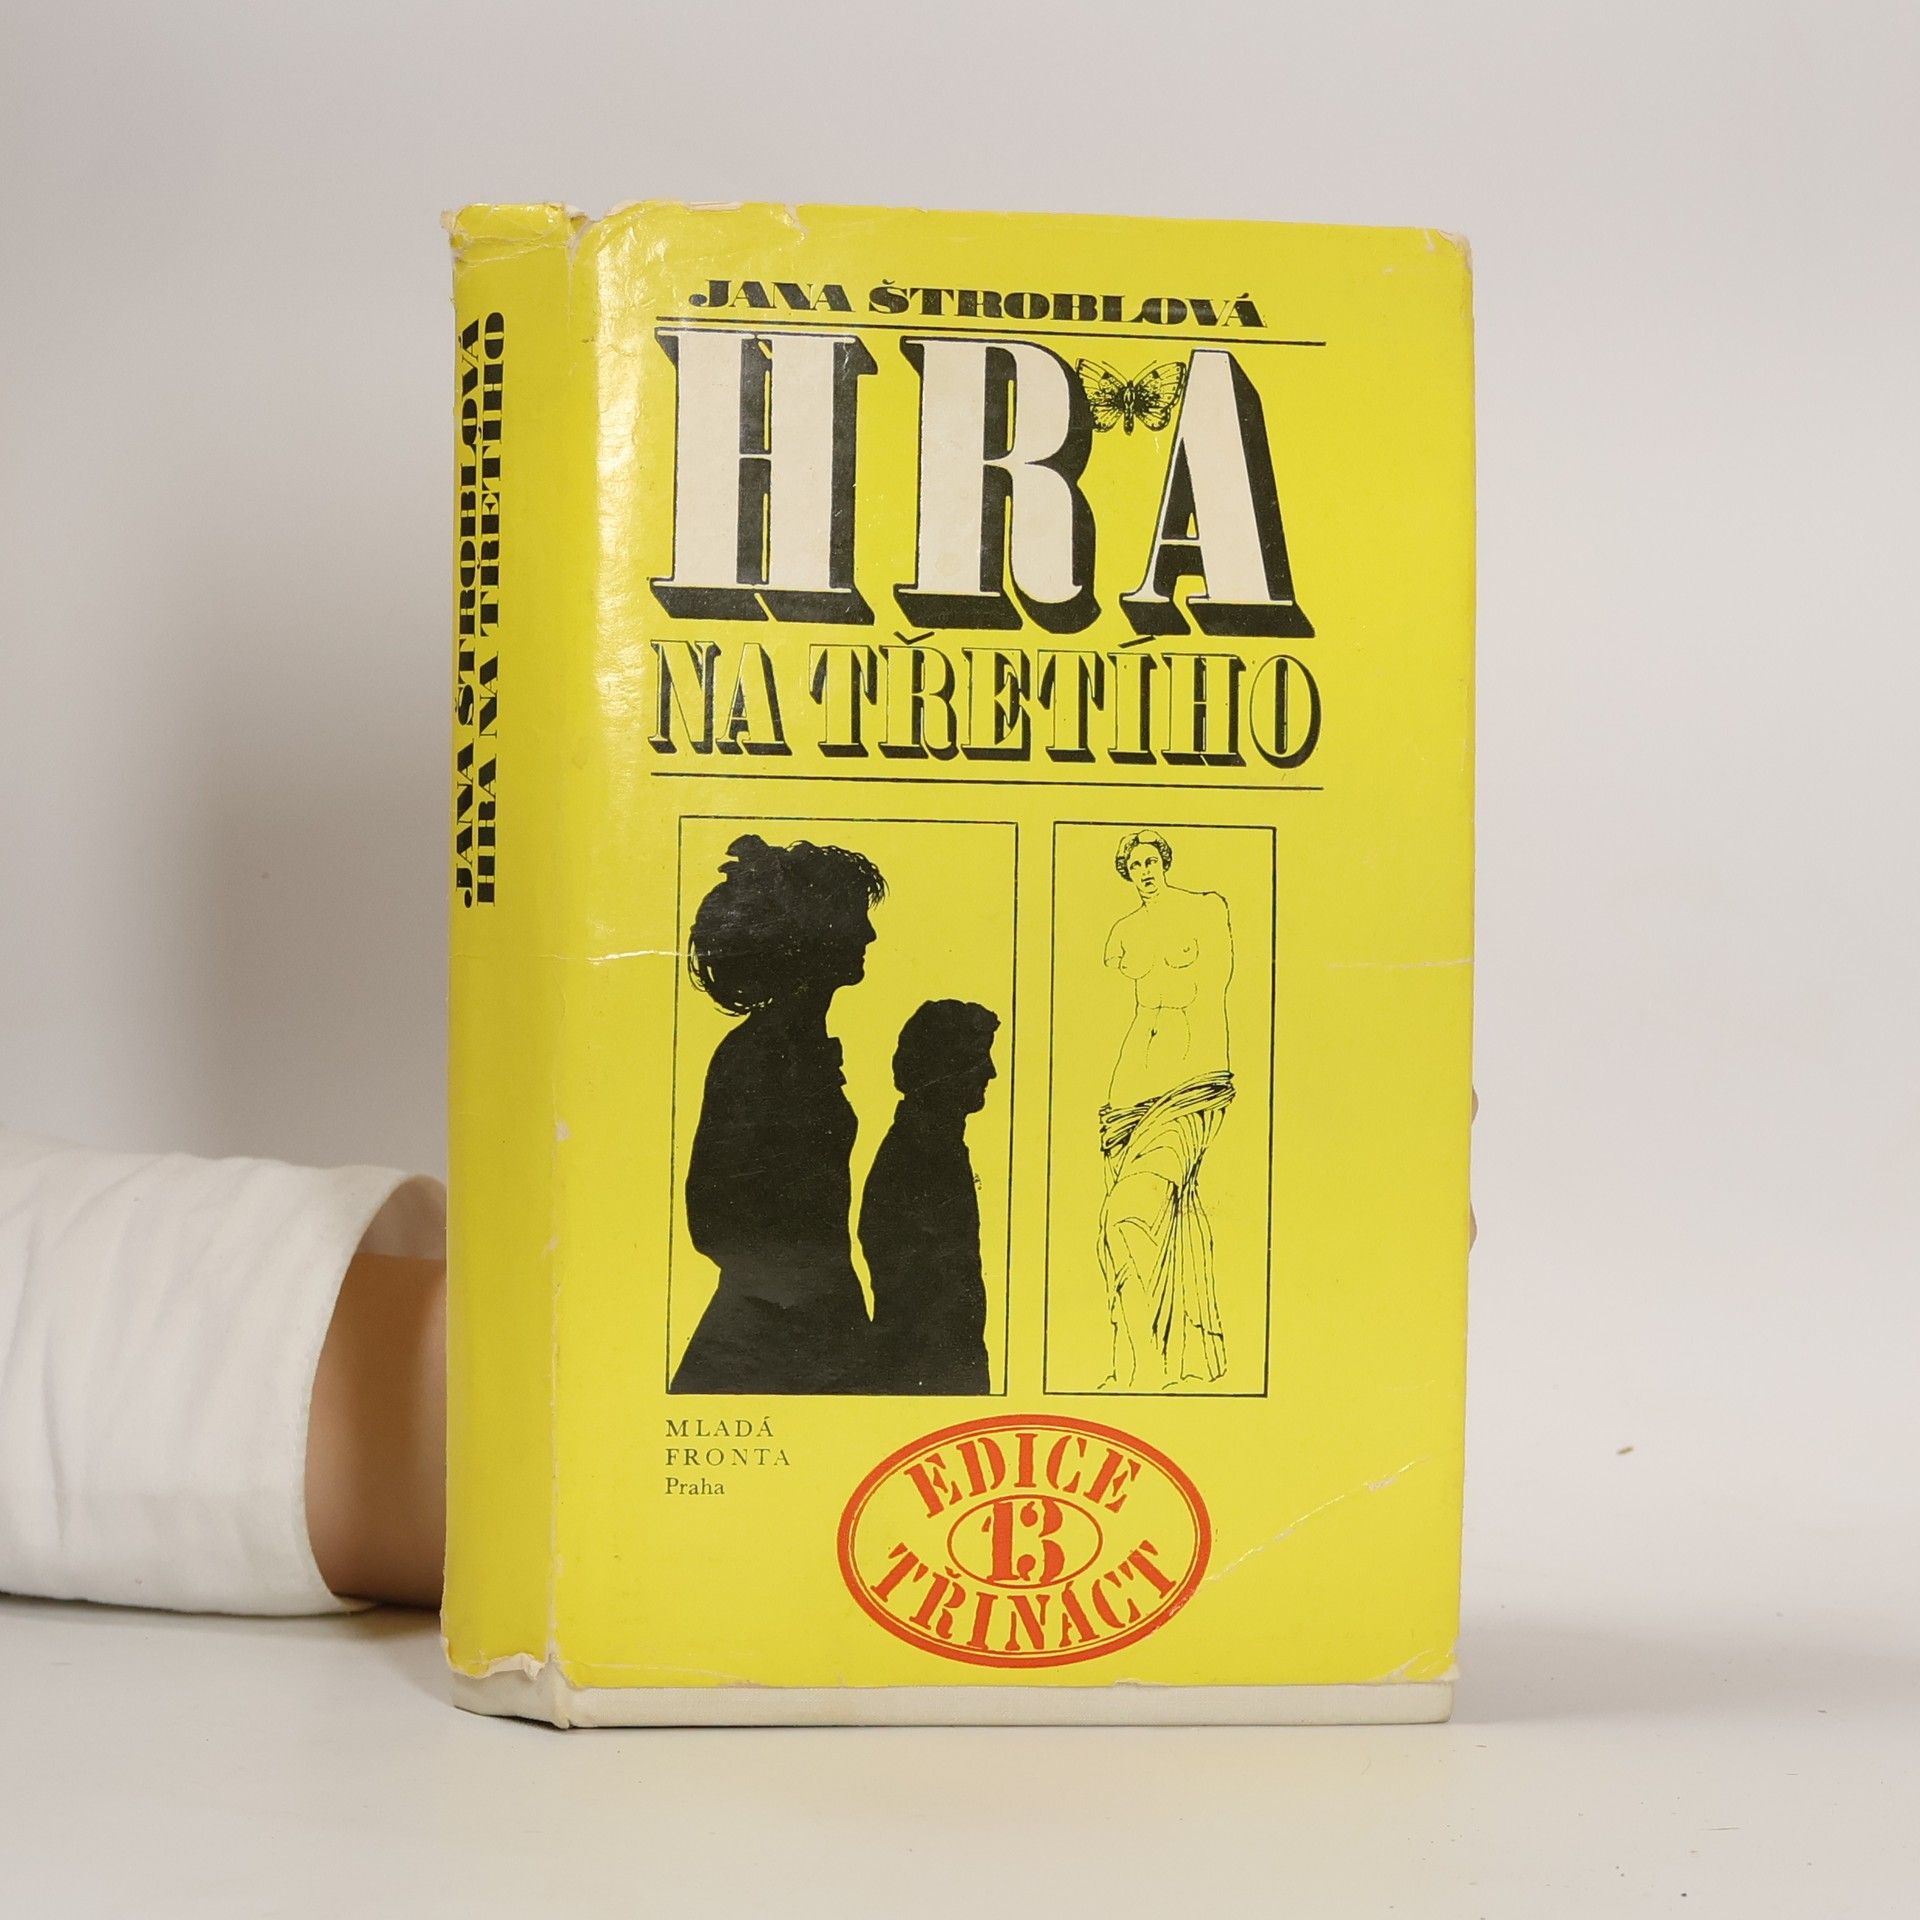 JANA ŠTROBLOVÁ
HRA NA TŘETÍHO
JANA ŠTROBLOVÁ
HRA
NA TŘETÍHO
MLADÁ
FRONTA
Praha
EDICE
13
TŘINÁCT